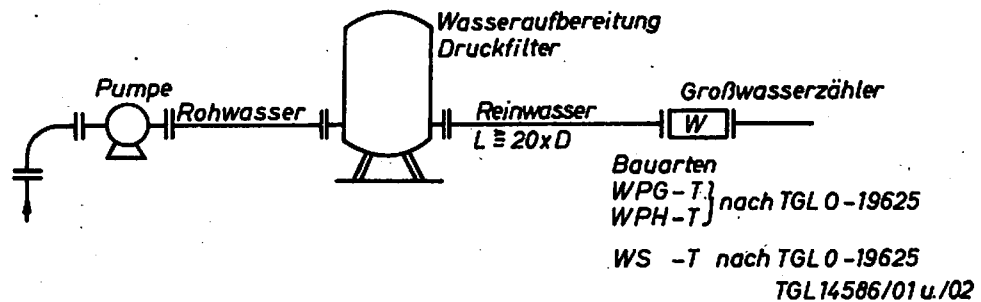 Wasseraufbereitung
Druckfilter
Pumpe
Rohwasser
Reinwasser
L ≧ 20xD
Großwasserzähler
W
Bauarten
WPG-T } nach TGL 0-19625
WPH-T
WS -T nach TGL 0-19625
TGL 14586/01 u./02